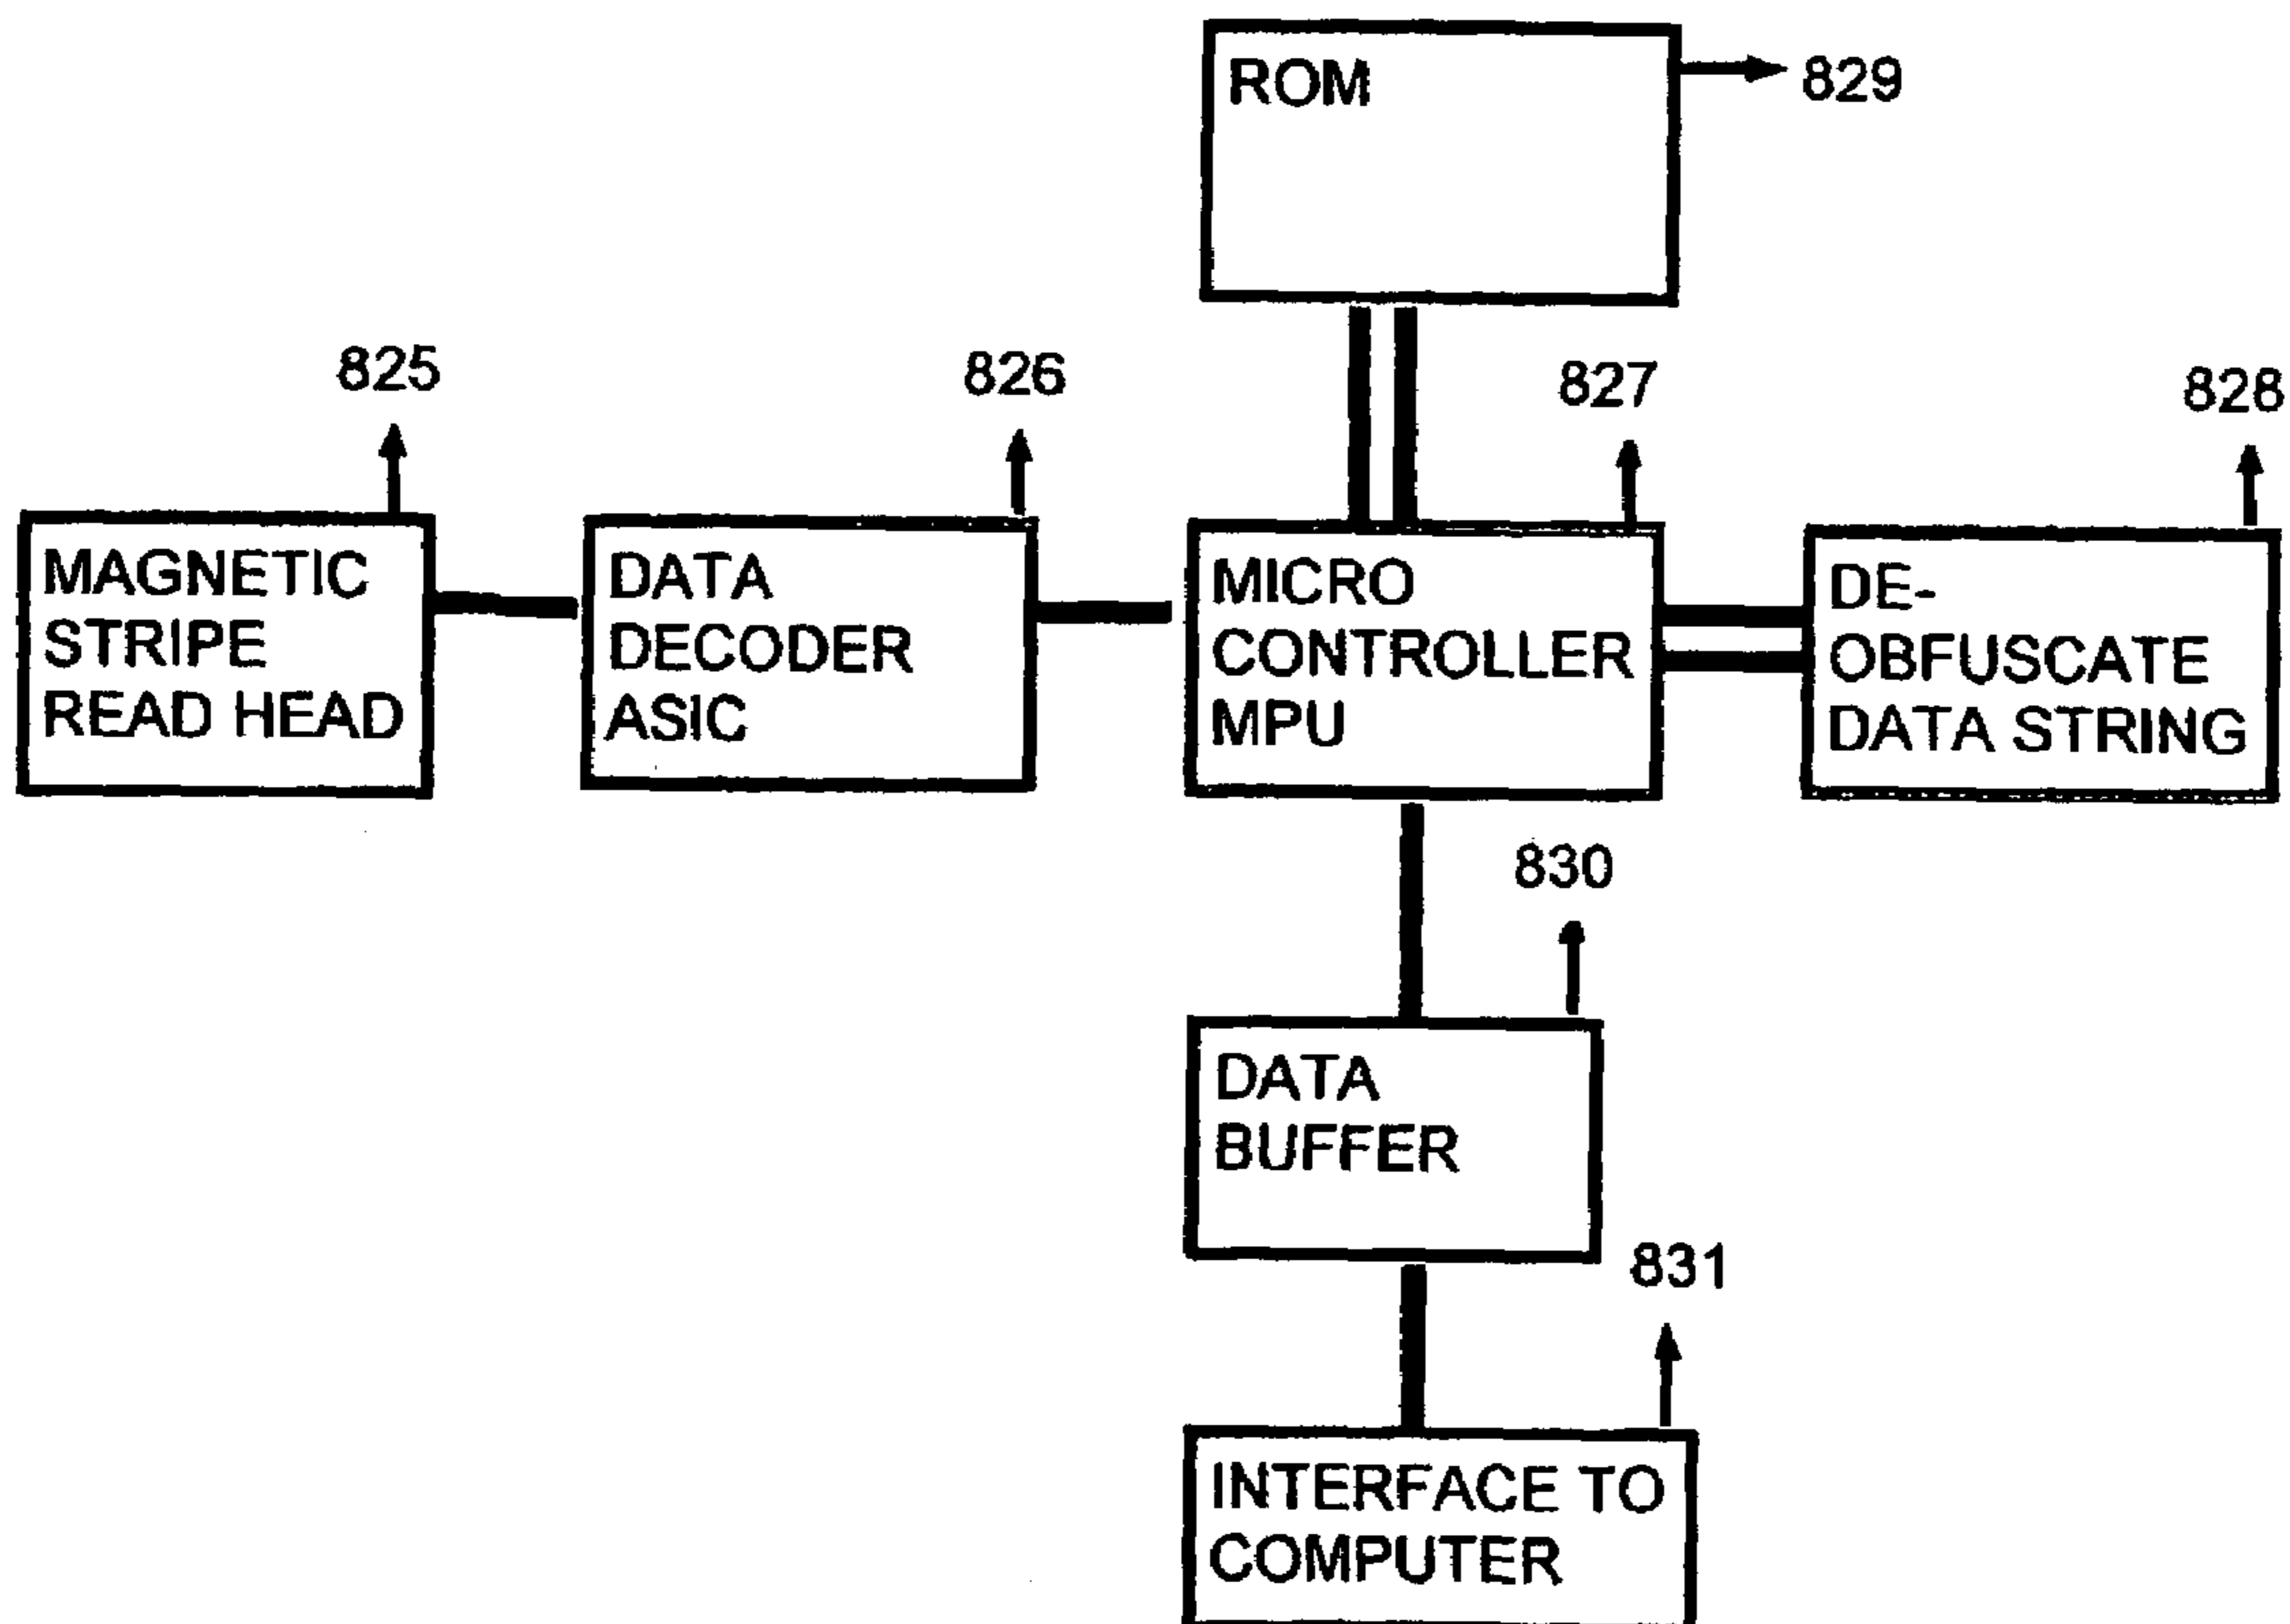 ROM
829
825
826
827
828
MAGNETIC
STRIPE
READ HEAD
DATA
DECODER
ASIC
MICRO
CONTROLLER
MPU
DE-
OBFUSCATE
DATA STRING
830
DATA
BUFFER
831
INTERFACE TO
COMPUTER